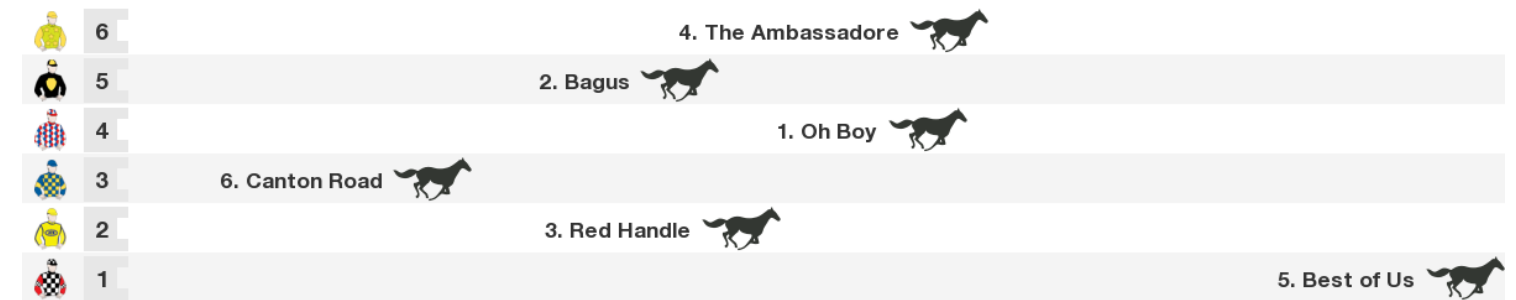 6 4. The Ambassadore
5 2. Bagus
4 1. Oh Boy
3 6. Canton Road
2 3. Red Handle
1 5. Best of Us